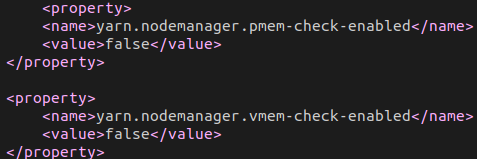 <property>
<name>yarn.nodemanager.pmem-check-enabled</name>
<value>false</value>
</property>
<property>
<name>yarn.nodemanager.vmem-check-enabled</name>
<value>false</value>
</property>